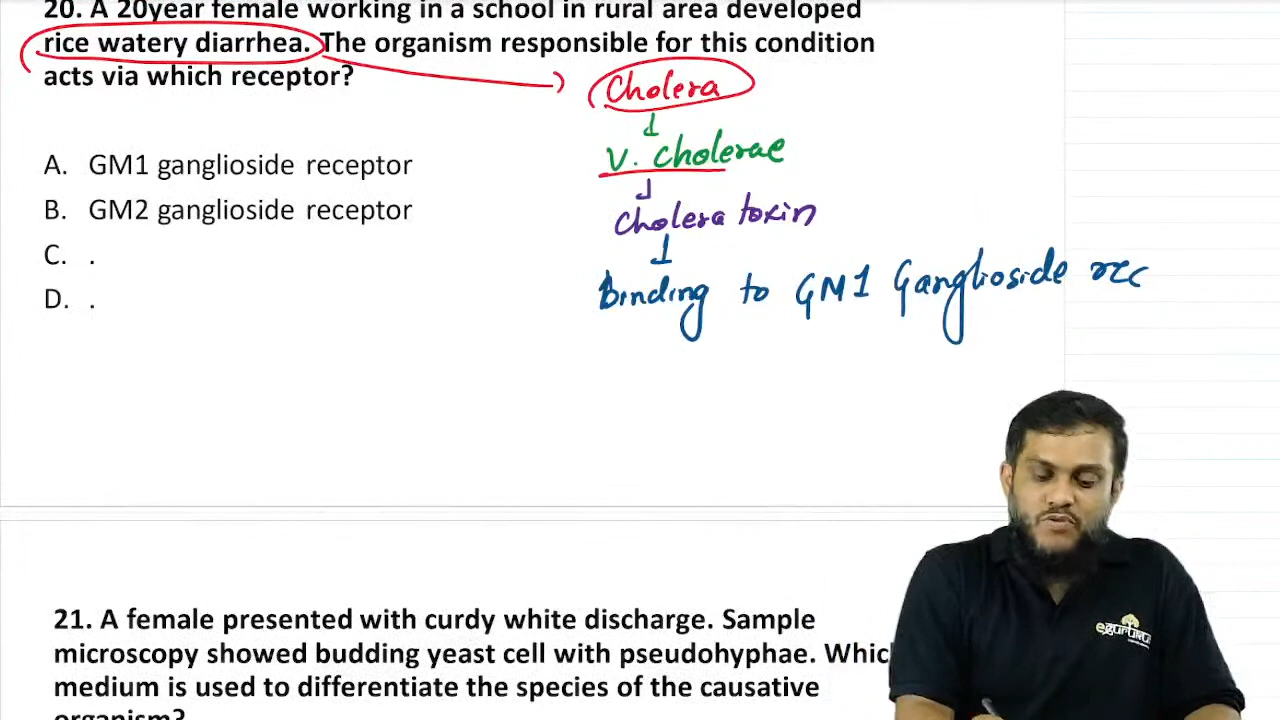 20. A 20year female working in a school in rural area developed
rice watery diarrhea. The organism responsible for this condition
acts via which receptor?
Cholera
V. cholerae
A. GM1 ganglioside receptor
B. GM2 ganglioside receptor
Cholera toxin
C. .
Binding to GM1 Ganglioside rec
D. .
21. A female presented with curdy white discharge. Sample
microscopy showed budding yeast cell with pseudohyphae. Whic
medium is used to differentiate the species of the causative
organism?
egurukul